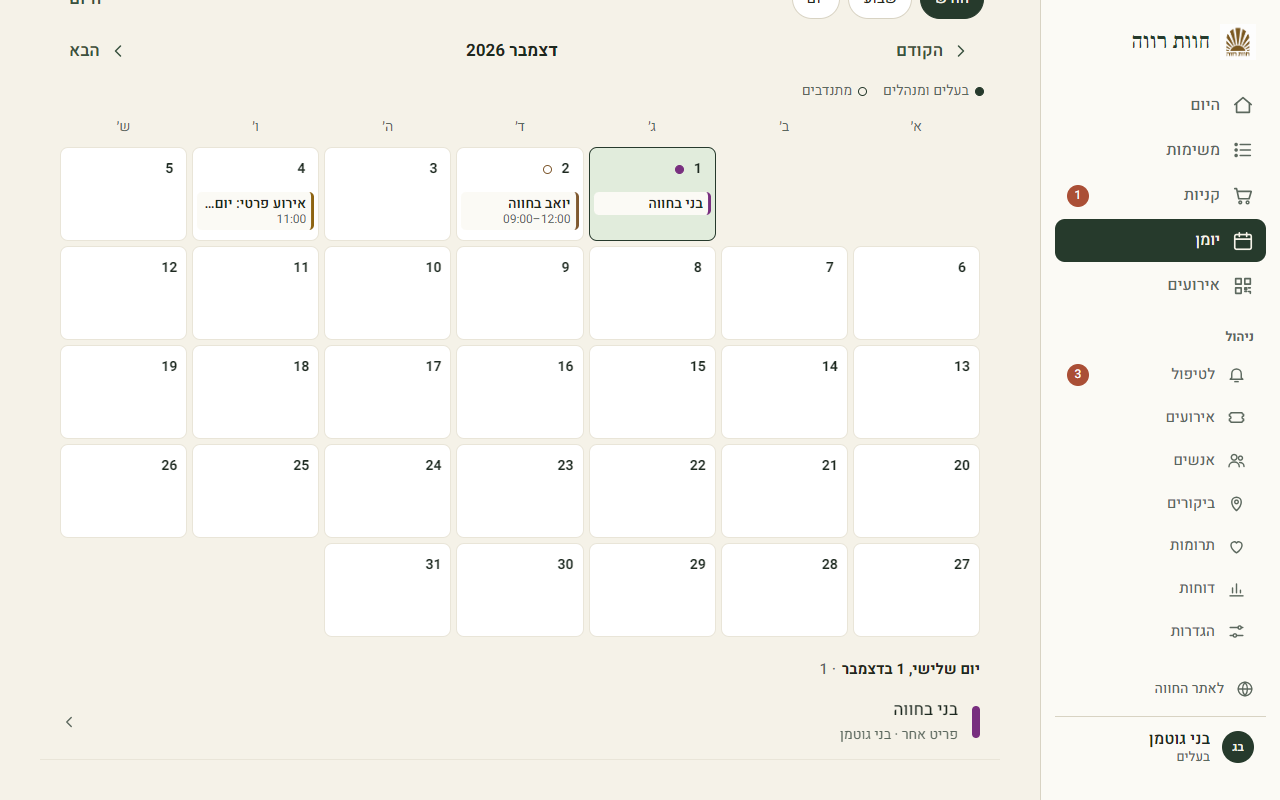 חוות רווה
היום
משימות
קניות 1
יומן
אירועים
ניהול
לטיפול 3
אירועים
אנשים
ביקורים
תרומות
דוחות
הגדרות
לאתר החווה
בג
בני גוטמן
בעלים
חודש שבוע יום היום
הקודם דצמבר 2026 הבא
בעלים ומנהלים מתנדבים
א׳ ב׳ ג׳ ד׳ ה׳ ו׳ ש׳
1 2 3 4 5
בני בחווה יואב בחווה אירוע פרטי: יום...
09:00–12:00 11:00
6 7 8 9 10 11 12
13 14 15 16 17 18 19
20 21 22 23 24 25 26
27 28 29 30 31
יום שלישי, 1 בדצמבר · 1
בני בחווה
פריט אחר · בני גוטמן